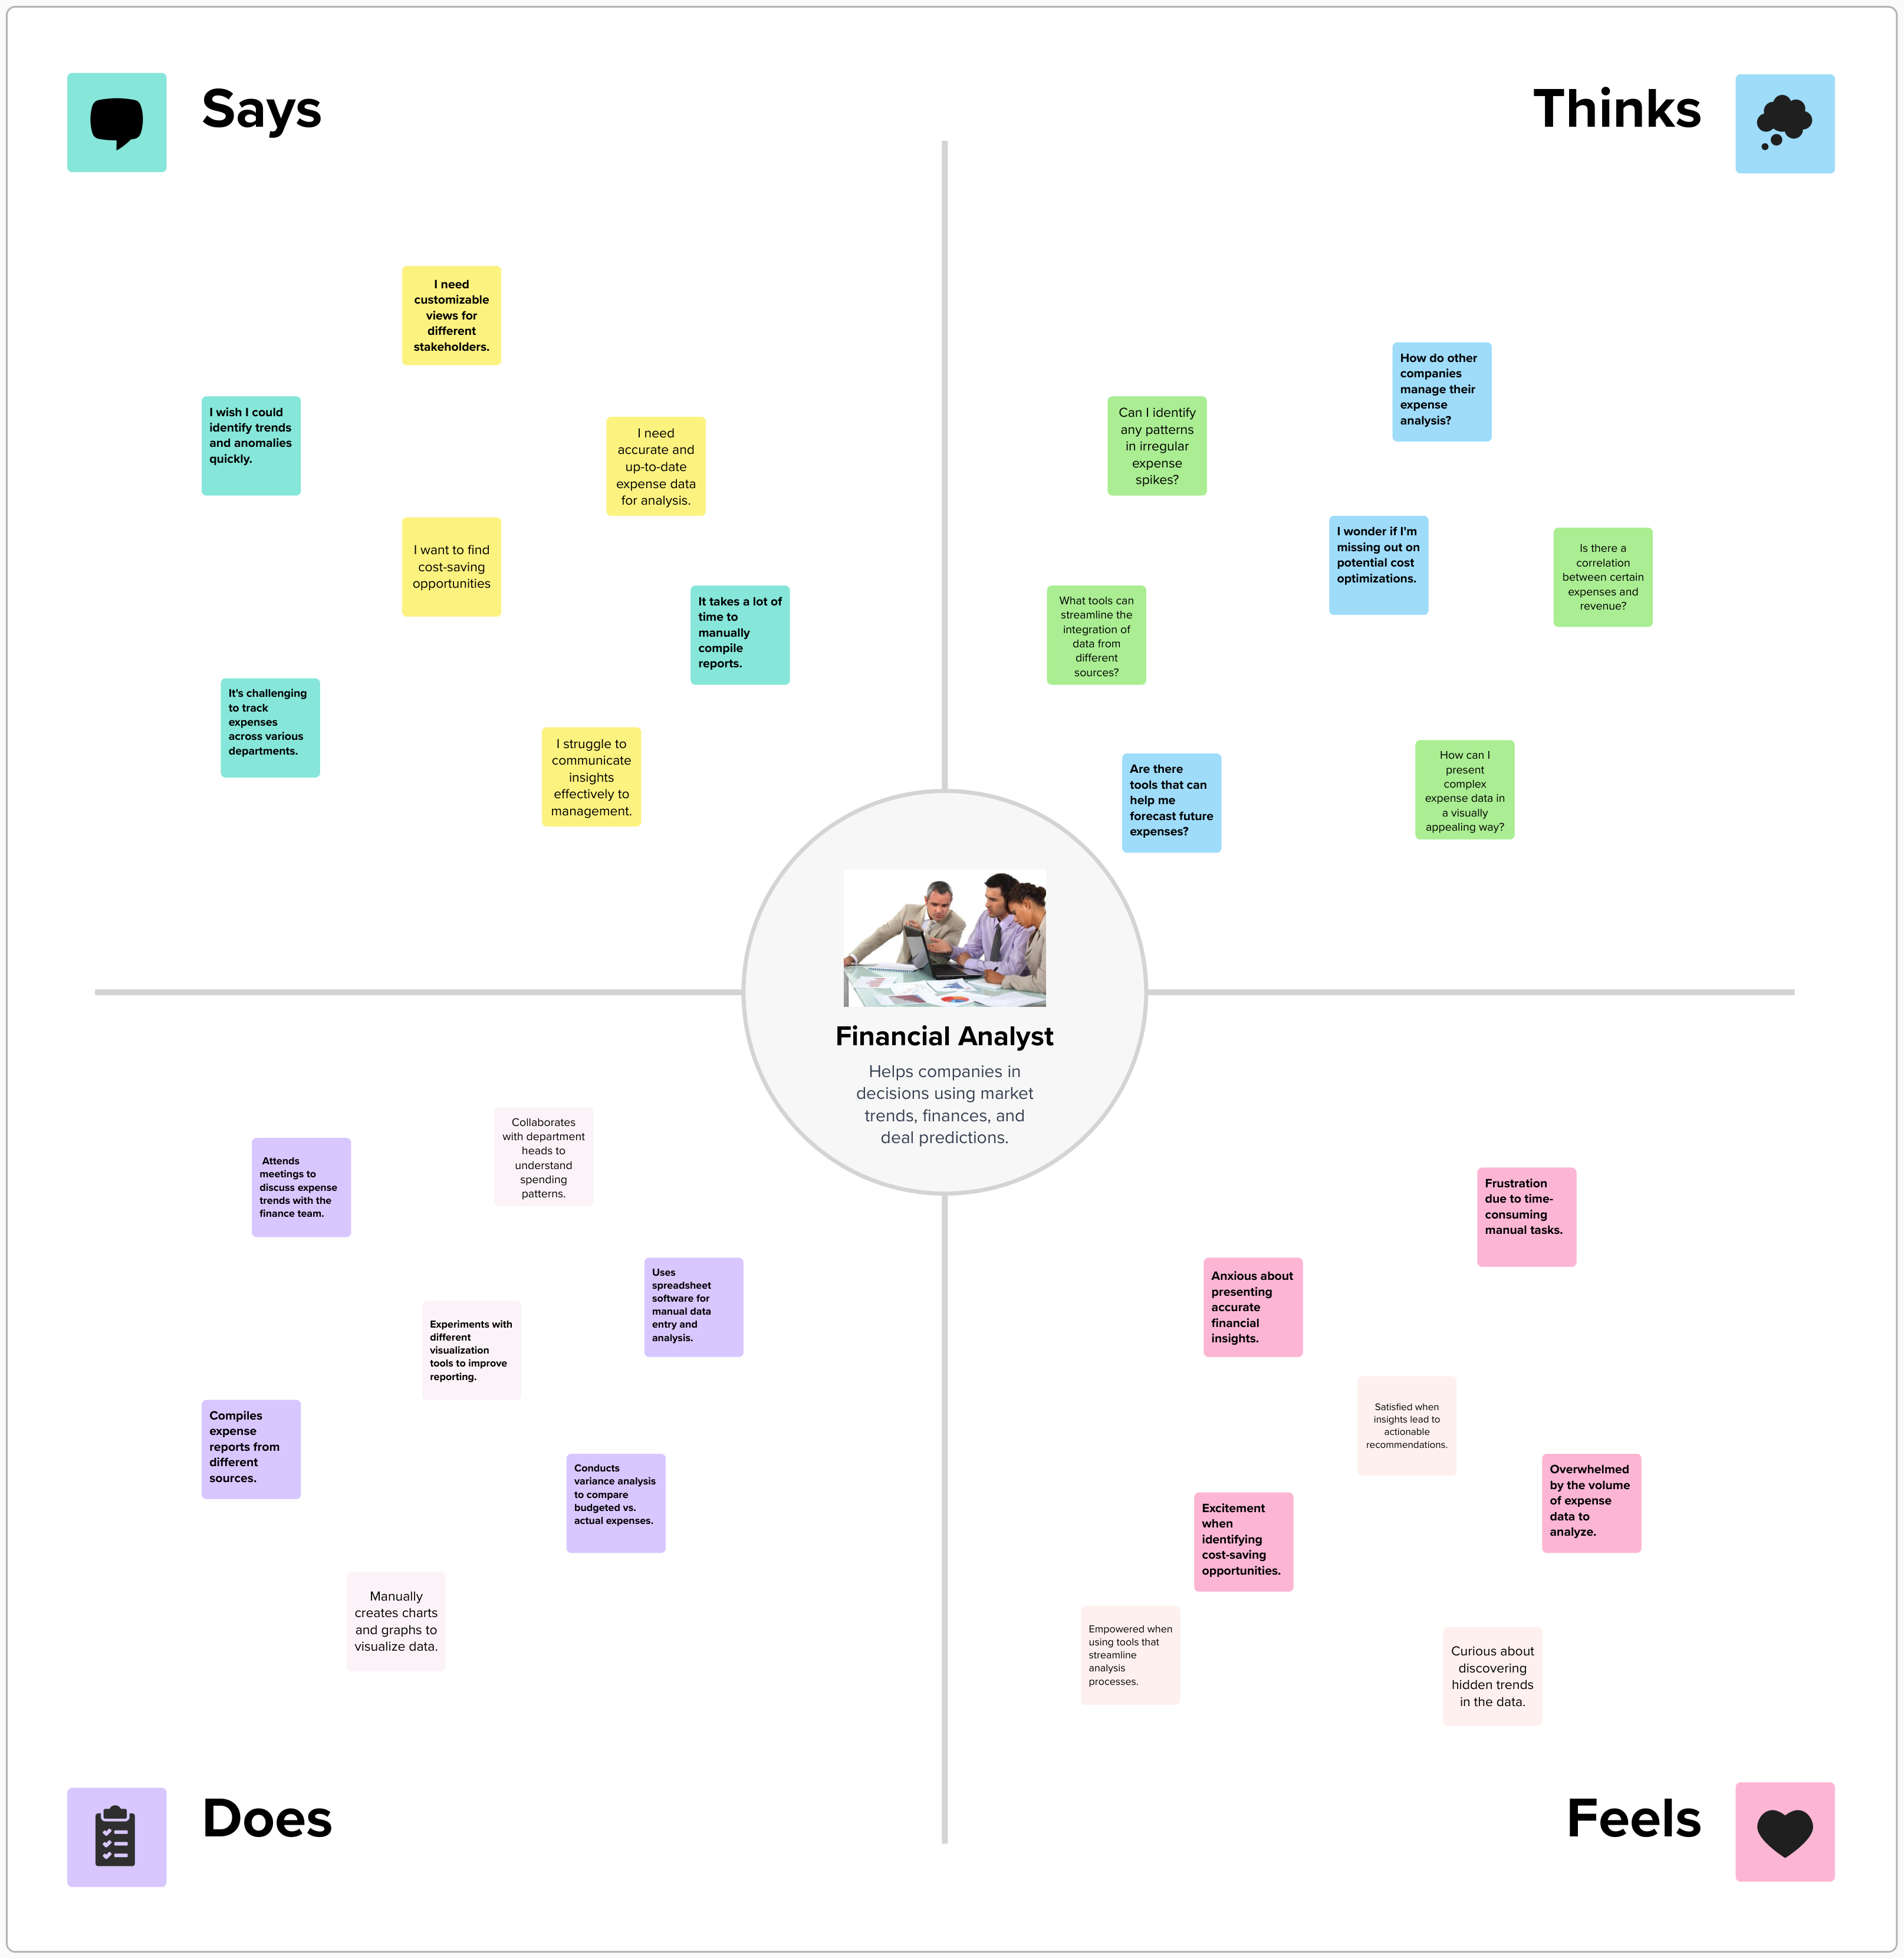 Says
Thinks
I need
customizable
views for
different
stakeholders.
I wish I could
identify trends
and anomalies
quickly.
I need
accurate and
up-to-date
expense data
for analysis.
I want to find
cost-saving
opportunities
It takes a lot of
time to
manually
compile
reports.
It's challenging
to track
expenses
across various
departments.
I struggle to
communicate
insights
effectively to
management.
How do other
companies
manage their
expense
analysis?
Can I identify
any patterns
in irregular
expense
spikes?
I wonder if I'm
missing out on
potential cost
optimizations.
Is there a
correlation
between certain
expenses and
revenue?
What tools can
streamline the
integration of
data from
different
sources?
Are there
tools that can
help me
forecast future
expenses?
How can I
present
complex
expense data in
a visually
appealing way?
Financial Analyst
Helps companies in
decisions using market
trends, finances, and
deal predictions.
Collaborates
with department
heads to
understand
spending
patterns.
Attends
meetings to
discuss expense
trends with the
finance team.
Uses
spreadsheet
software for
manual data
entry and
analysis.
Experiments with
different
visualization
tools to improve
reporting.
Compiles
expense
reports from
different
sources.
Conducts
variance analysis
to compare
budgeted vs.
actual expenses.
Manually
creates charts
and graphs to
visualize data.
Frustration
due to time-
consuming
manual tasks.
Anxious about
presenting
accurate
financial
insights.
Satisfied when
insights lead to
actionable
recommendations.
Overwhelmed
by the volume
of expense
data to
analyze.
Excitement
when
identifying
cost-saving
opportunities.
Empowered when
using tools that
streamline
analysis
processes.
Curious about
discovering
hidden trends
in the data.
Does
Feels